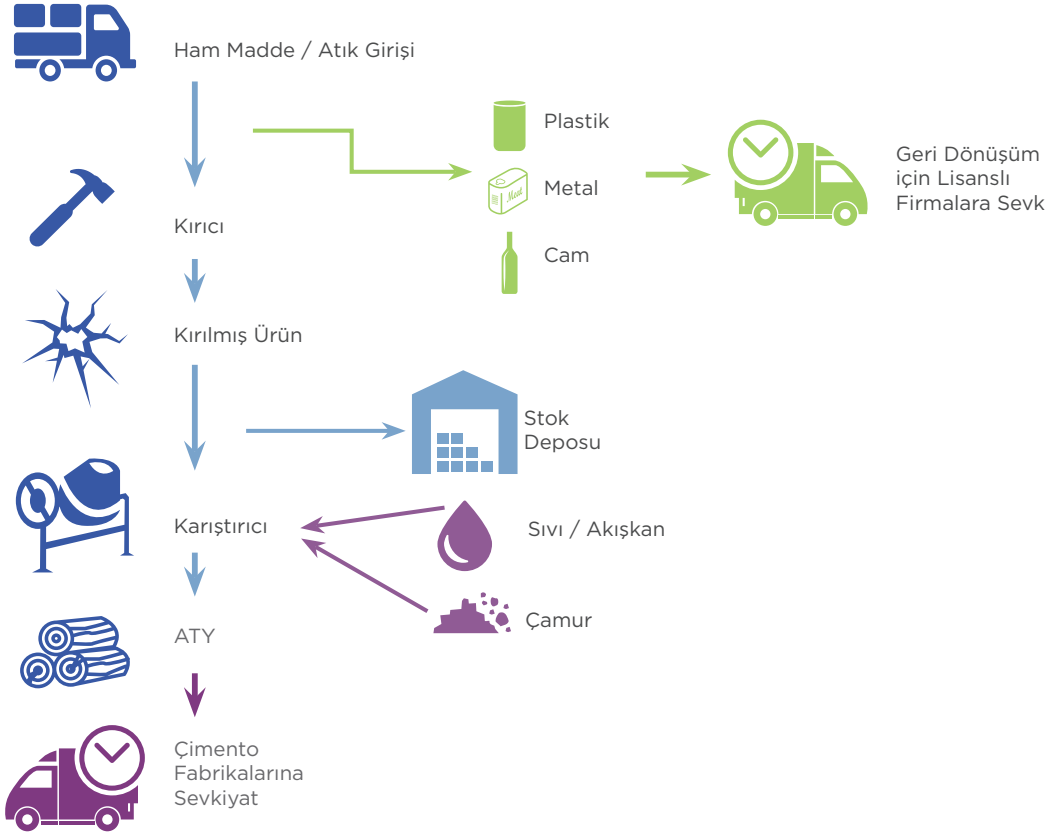 Ham Madde / Atık Girişi
Plastik
Metal
Meat
Cam
Geri Dönüşüm
için Lisanslı
Firmalara Sevk
Kırıcı
Kırılmış Ürün
Stok
Deposu
Karıştırıcı
Sıvı / Akışkan
Çamur
ATY
Çimento
Fabrikalarına
Sevkiyat